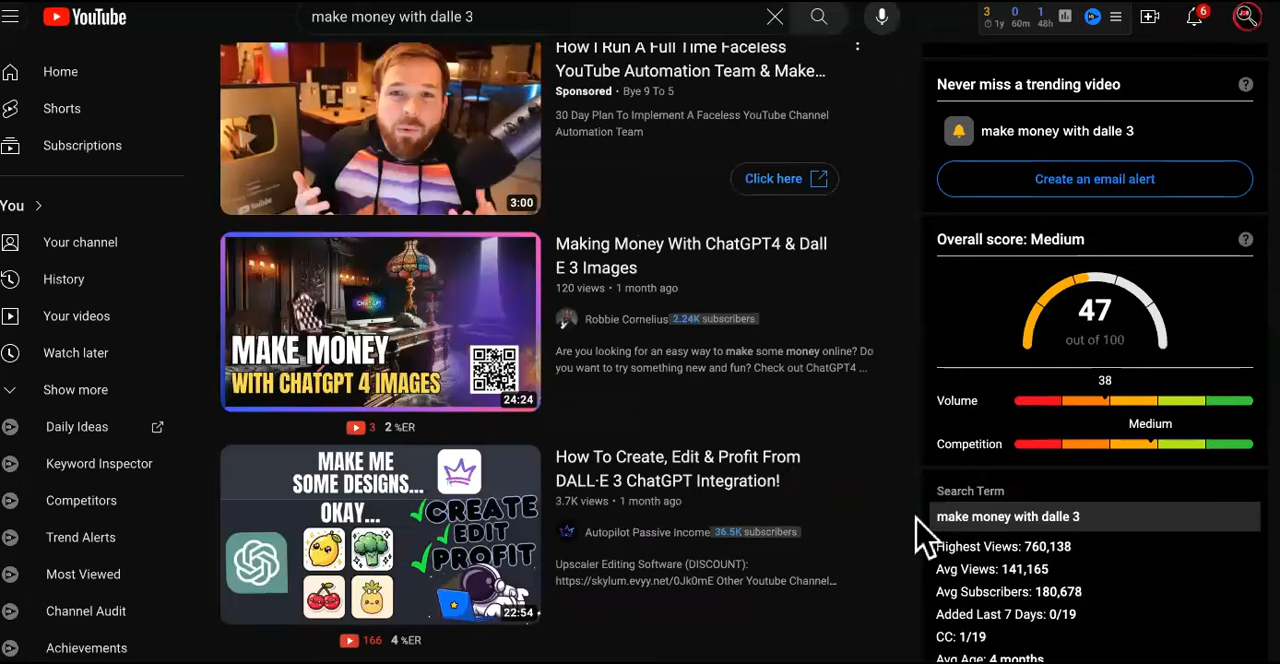 YouTube
make money with dalle 3
3 0 1
1y 60m 48h
6
Home
Shorts
Subscriptions
You
Your channel
History
Your videos
Watch later
Show more
Daily Ideas
Keyword Inspector
Competitors
Trend Alerts
Most Viewed
Channel Audit
Achievements
YouTube
3:00
How I Run A Full Time Faceless
YouTube Automation Team & Make...
Sponsored • Bye 9 To 5
30 Day Plan To Implement A Faceless YouTube Channel
Automation Team
Click here
CHATGPT
MAKE MONEY
WITH CHATGPT 4 IMAGES
24:24
3 2 %ER
Making Money With ChatGPT4 & Dall
E 3 Images
120 views • 1 month ago
Robbie Cornelius 2.24K subscribers
Are you looking for an easy way to make some money online? Do
you want to try something new and fun? Check out ChatGPT4 ...
MAKE ME
SOME DESIGNS...
OKAY...
CREATE
EDIT
PROFIT
22:54
166 4 %ER
How To Create, Edit & Profit From
DALL·E 3 ChatGPT Integration!
3.7K views • 1 month ago
Autopilot Passive Income 36.5K subscribers
Upscaler Editing Software (DISCOUNT):
https://skylum.evyy.net/0Jk0mE Other Youtube Channel...
Never miss a trending video
make money with dalle 3
Create an email alert
Overall score: Medium
47
out of 100
38
Volume
Medium
Competition
Search Term
make money with dalle 3
Highest Views: 760,138
Avg Views: 141,165
Avg Subscribers: 180,678
Added Last 7 Days: 0/19
CC: 1/19
Avg Age: 4 months